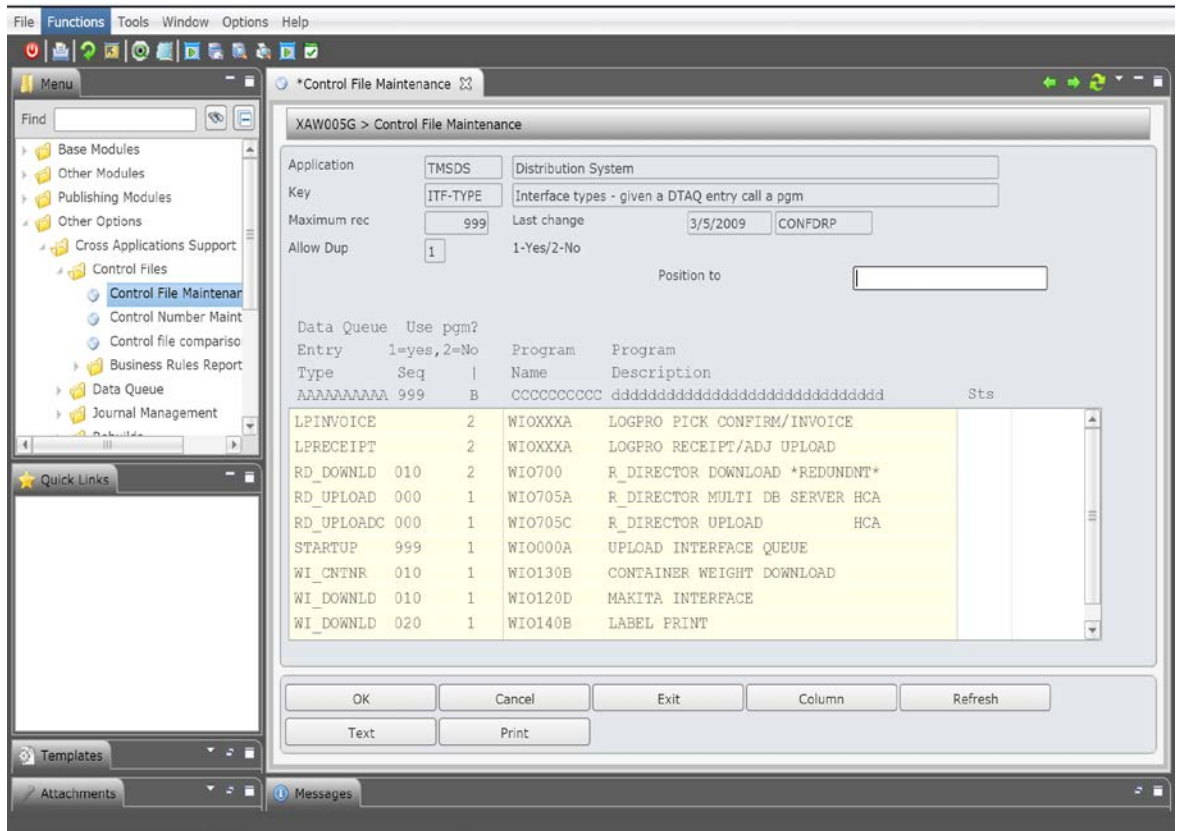 File Functions Tools Window Options Help
Menu
Find
Base Modules
Other Modules
Publishing Modules
Other Options
Cross Applications Support
Control Files
Control File Maintenar
Control Number Maint
Control file compariso
Business Rules Report
Data Queue
Journal Management
Quick Links
Templates
Attachments
*Control File Maintenance
XAW005G > Control File Maintenance
Application TMSDS Distribution System
Key ITF-TYPE Interface types - given a DTAQ entry call a pgm
Maximum rec 999 Last change 3/5/2009 CONFDRP
Allow Dup 1 1-Yes/2-No
Position to
Data Queue Use pgm?
Entry 1=yes,2=No Program Program
Type Seq | Name Description
AAAAAAAAAA 999 B CCCCCCCCCC dddddddddddddddddddddddddddddd Sts
LPINVOICE 2 WIOXXXA LOGPRO PICK CONFIRM/INVOICE
LPRECEIPT 2 WIOXXXA LOGPRO RECEIPT/ADJ UPLOAD
RD_DOWNLD 010 2 WIO700 R_DIRECTOR DOWNLOAD *REDUNDNT*
RD_UPLOAD 000 1 WIO705A R_DIRECTOR MULTI DB SERVER HCA
RD_UPLOADC 000 1 WIO705C R_DIRECTOR UPLOAD HCA
STARTUP 999 1 WIO000A UPLOAD INTERFACE QUEUE
WI_CNTNR 010 1 WIO130B CONTAINER WEIGHT DOWNLOAD
WI_DOWNLD 010 1 WIO120D MAKITA INTERFACE
WI_DOWNLD 020 1 WIO140B LABEL PRINT
OK Cancel Exit Column Refresh
Text Print
Messages